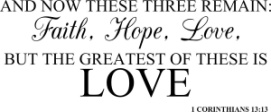 AND NOW THESE THREE REMAIN:
Faith, Hope, Love,
BUT THE GREATEST OF THESE IS
LOVE
1 CORINTHIANS 13:13